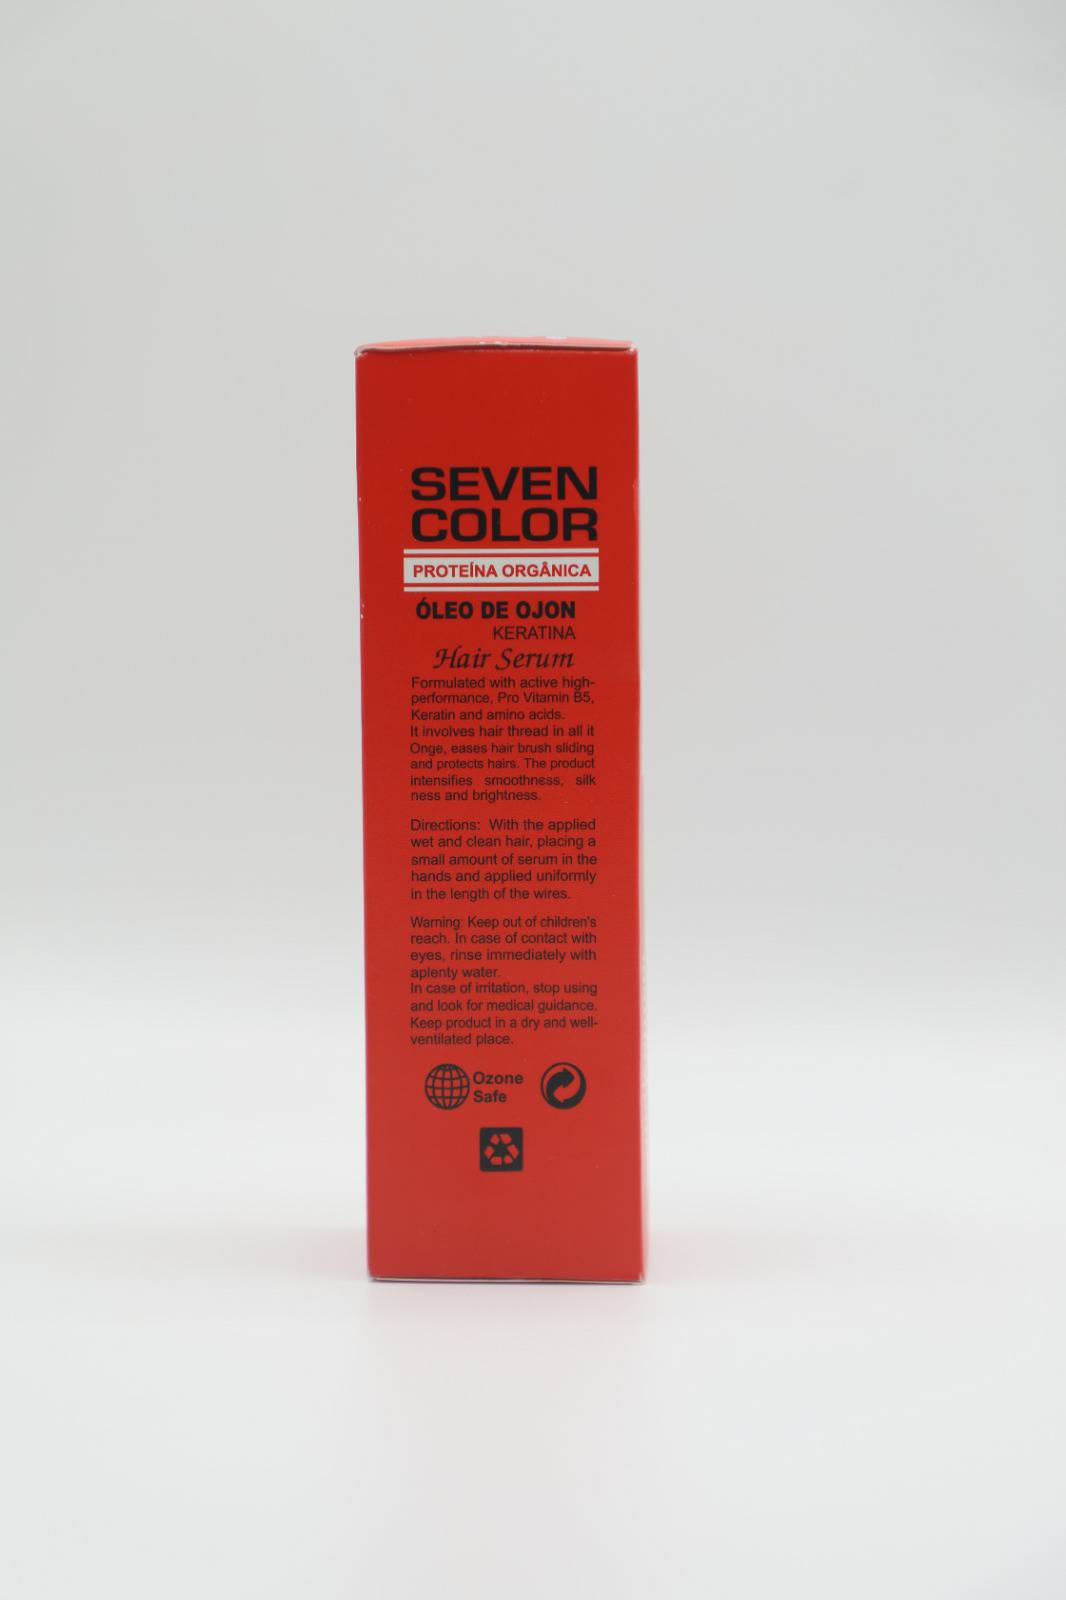 SEVEN
COLOR
PROTEÍNA ORGÂNICA
ÓLEO DE OJON
KERATINA
Hair Serum
Formulated with active high-
performance, Pro Vitamin B5,
Keratin and amino acids.
It involves hair thread in all it
Onge, eases hair brush sliding
and protects hairs. The product
intensifies smoothness, silk
ness and brightness.
Directions: With the applied
wet and clean hair, placing a
small amount of serum in the
hands and applied uniformly
in the length of the wires.
Warning: Keep out of children's
reach. In case of contact with
eyes, rinse immediately with
aplenty water.
In case of irritation, stop using
and look for medical guidance.
Keep product in a dry and well-
ventilated place.
Ozone
Safe